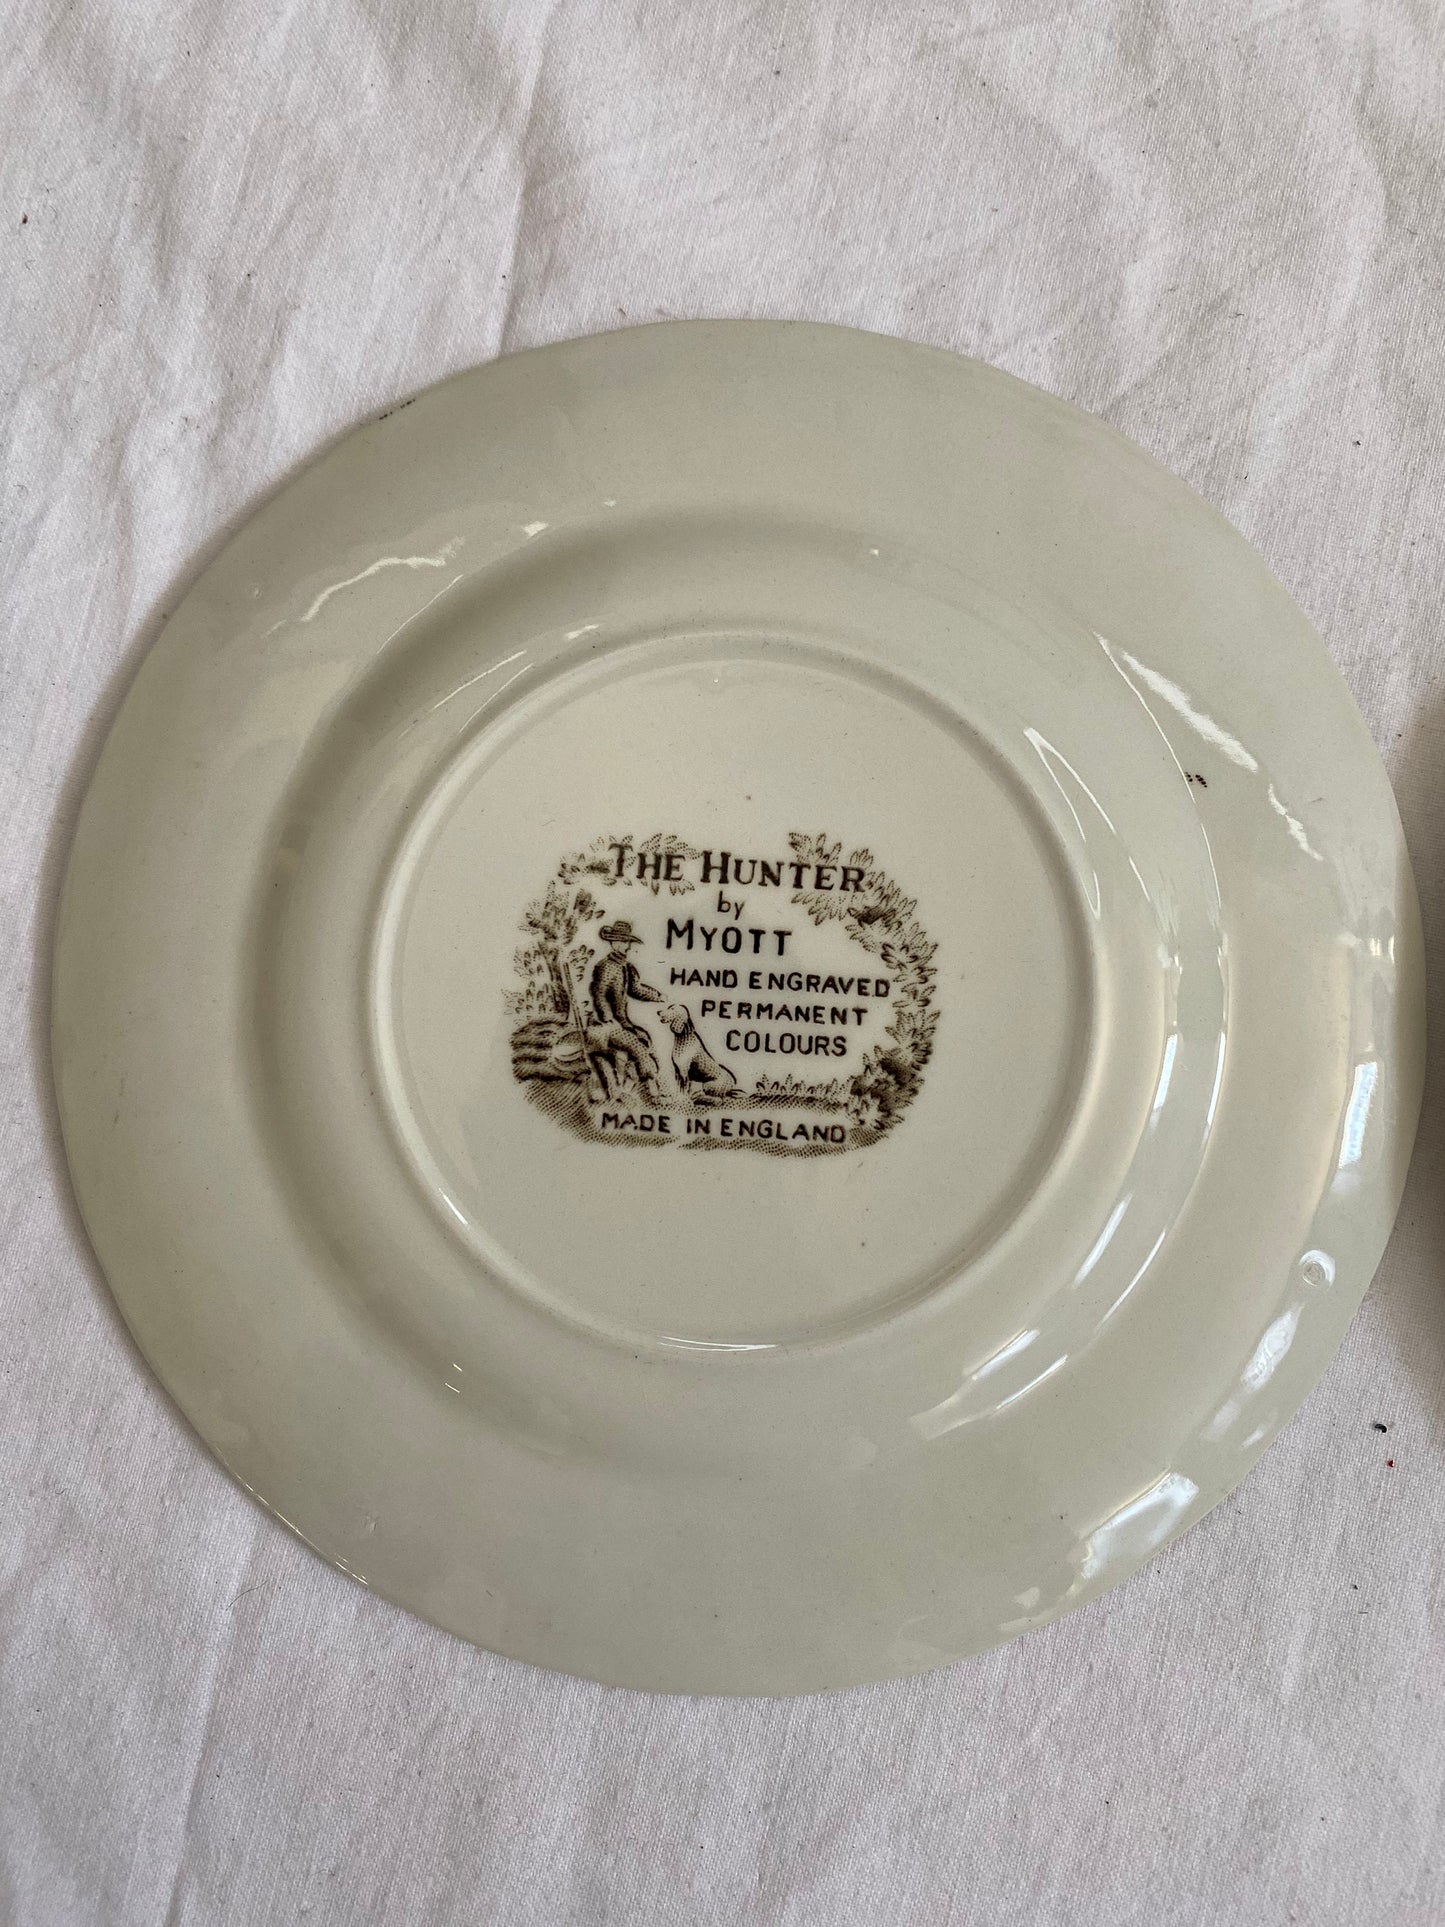 THE HUNTER
by
MYOTT
HAND ENGRAVED
PERMANENT
COLOURS
MADE IN ENGLAND